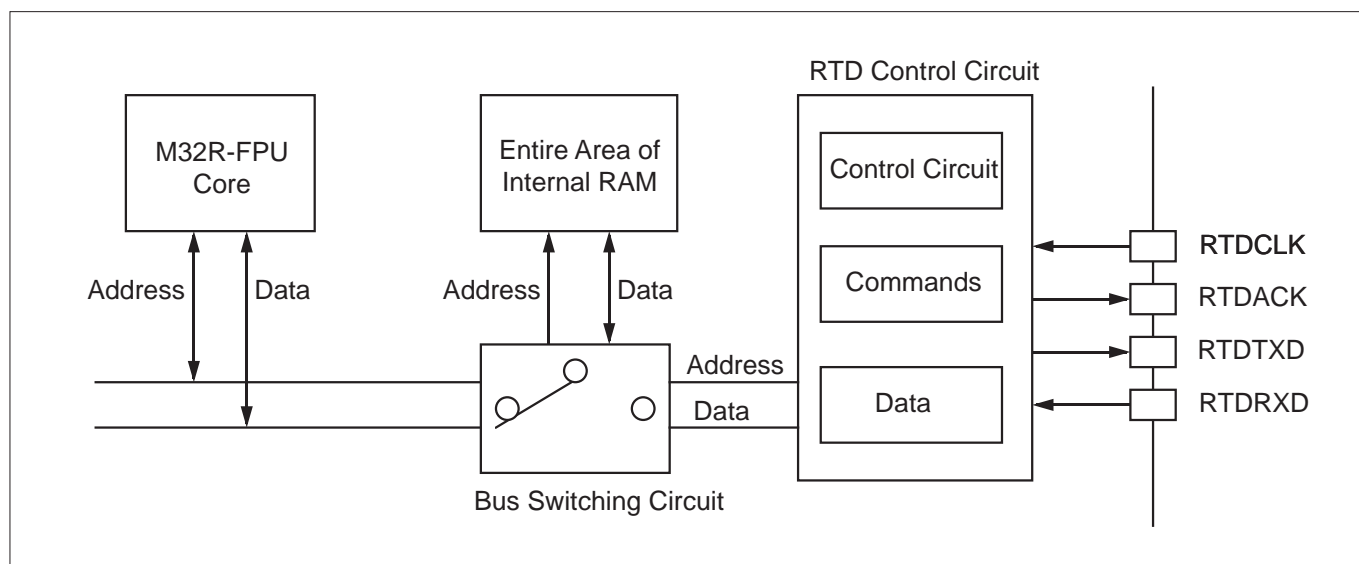 RTD Control Circuit
M32R-FPU
Core
Entire Area of
Internal RAM
Control Circuit
Commands
Data
Address
Data
Address
Data
Address
Data
Bus Switching Circuit
RTDCLK
RTDACK
RTDTXD
RTDRXD